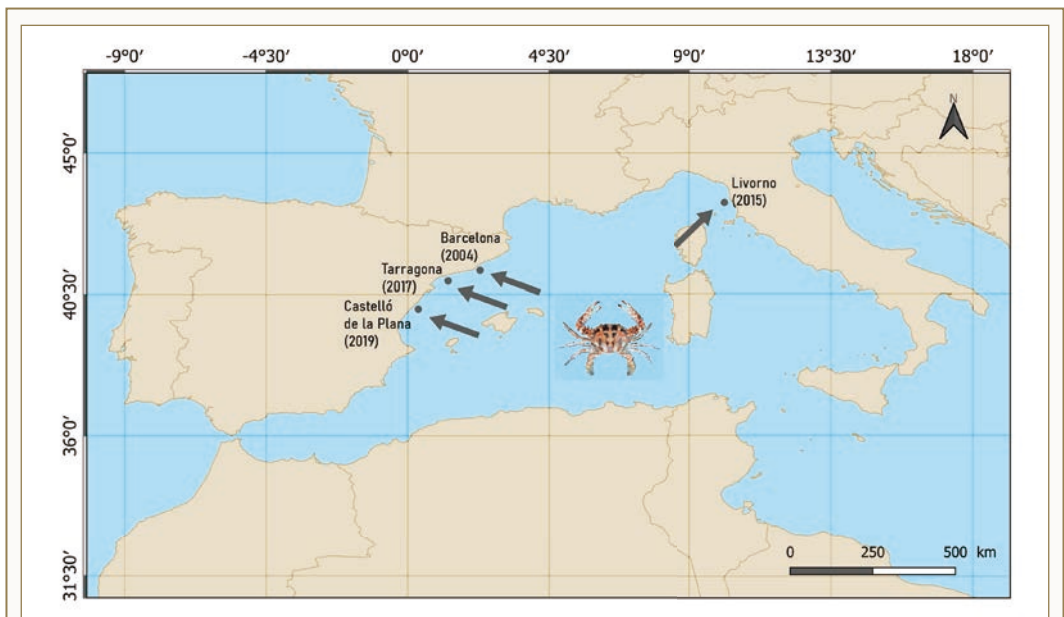 -9°0′ -4°30′ 0°0′ 4°30′ 9°0′ 13°30′ 18°0′
45°0′
40°30′
36°0′
31°30′
N
Livorno
(2015)
Barcelona
(2004)
Tarragona
(2017)
Castelló
de la Plana
(2019)
0 250 500 km